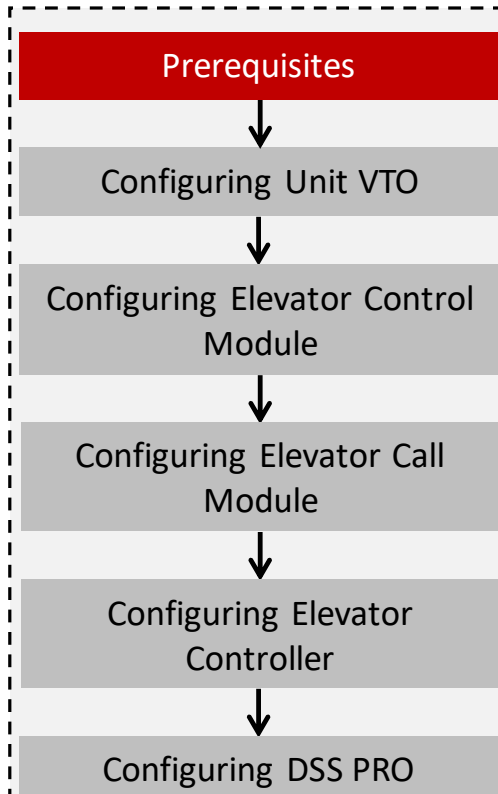 Prerequisites
Configuring Unit VTO
Configuring Elevator Control
Module
Configuring Elevator Call
Module
Configuring Elevator
Controller
Configuring DSS PRO